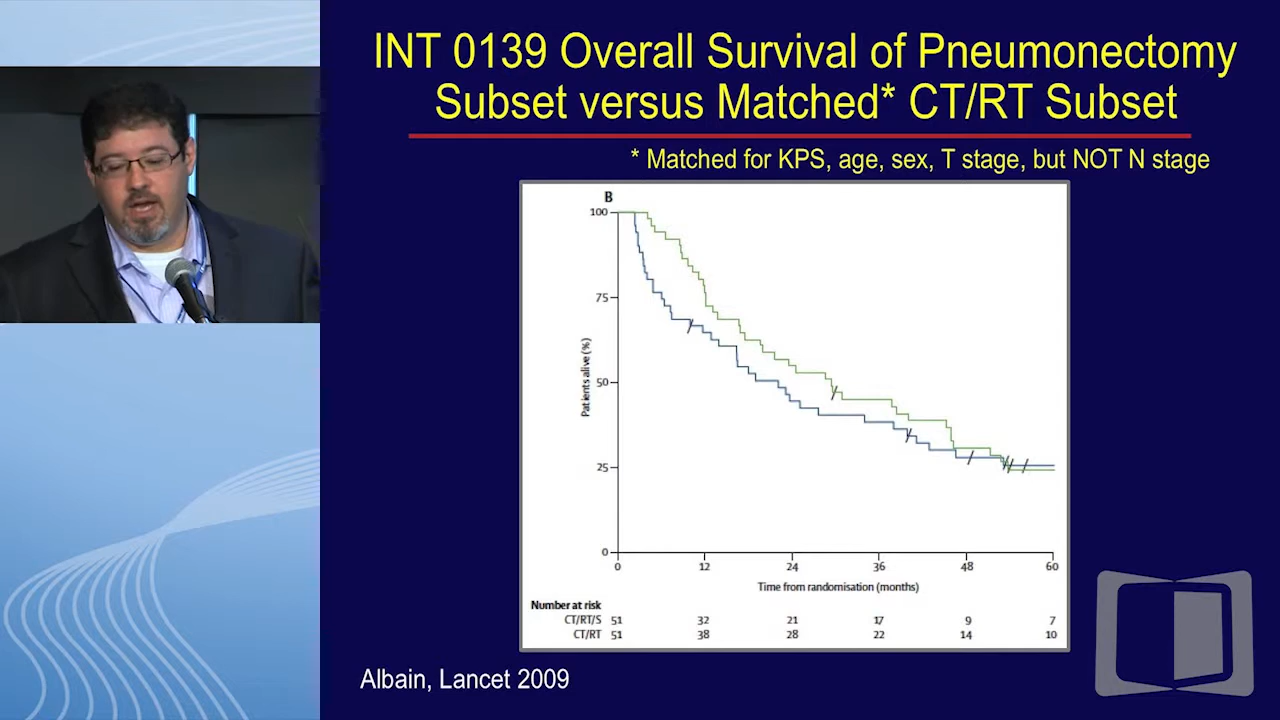 INT 0139 Overall Survival of Pneumonectomy
Subset versus Matched* CT/RT Subset
* Matched for KPS, age, sex, T stage, but NOT N stage
B
100
75
50
25
0
Patients alive (%)
0 12 24 36 48 60
Time from randomisation (months)
Number at risk
CT/RT/S 51 32 21 17 9 7
CT/RT 51 38 28 22 14 10
Albain, Lancet 2009